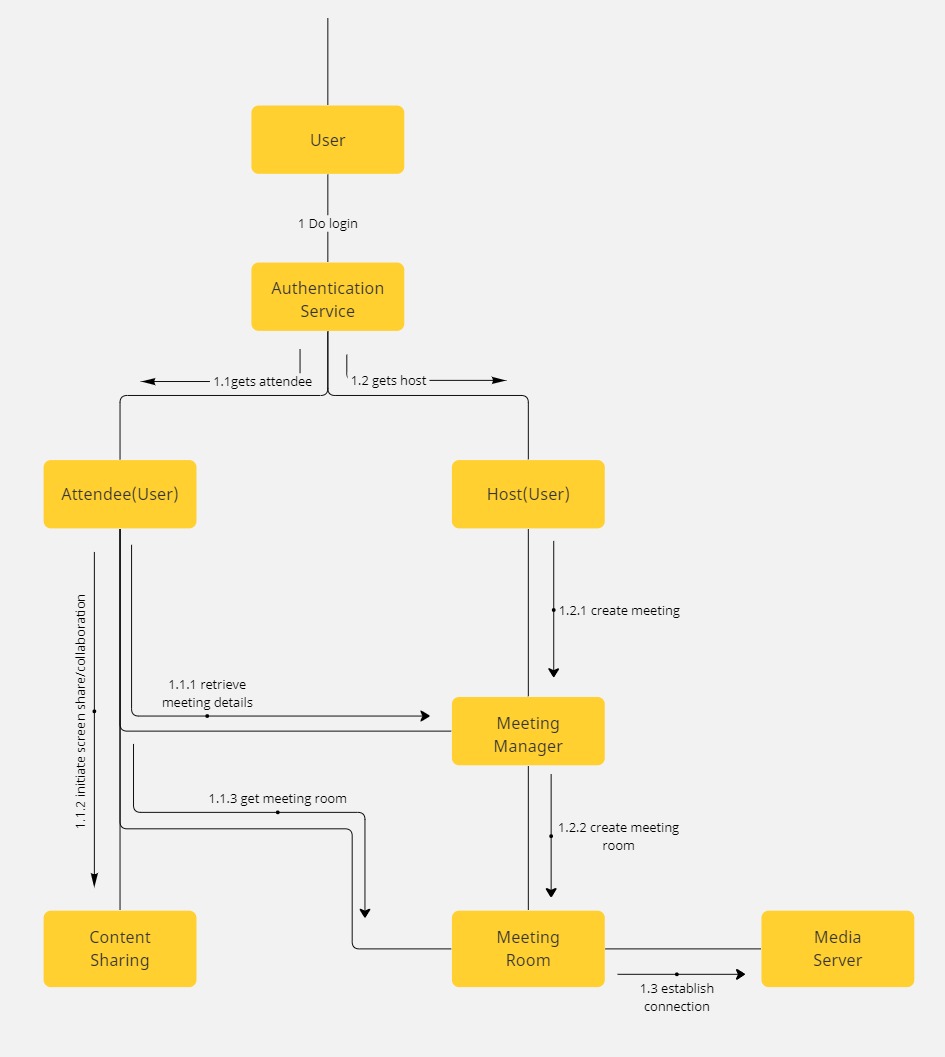 User
1 Do login
Authentication
Service
1.1gets attendee
1.2 gets host
Attendee(User)
Host(User)
1.2.1 create meeting
1.1.2 initiate screen share/collaboration
1.1.1 retrieve
meeting details
Meeting
Manager
1.1.3 get meeting room
1.2.2 create meeting
room
Content
Sharing
Meeting
Room
Media
Server
1.3 establish
connection